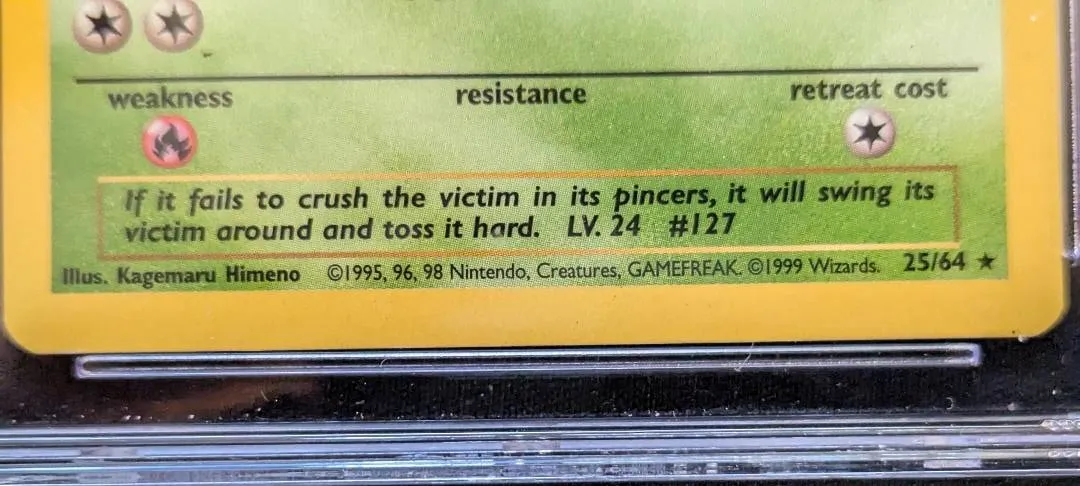 weakness resistance retreat cost
If it fails to crush the victim in its pincers, it will swing its
victim around and toss it hard. LV. 24 #127
Illus. Kagemaru Himeno ©1995, 96, 98 Nintendo, Creatures, GAMEFREAK. ©1999 Wizards. 25/64 ★